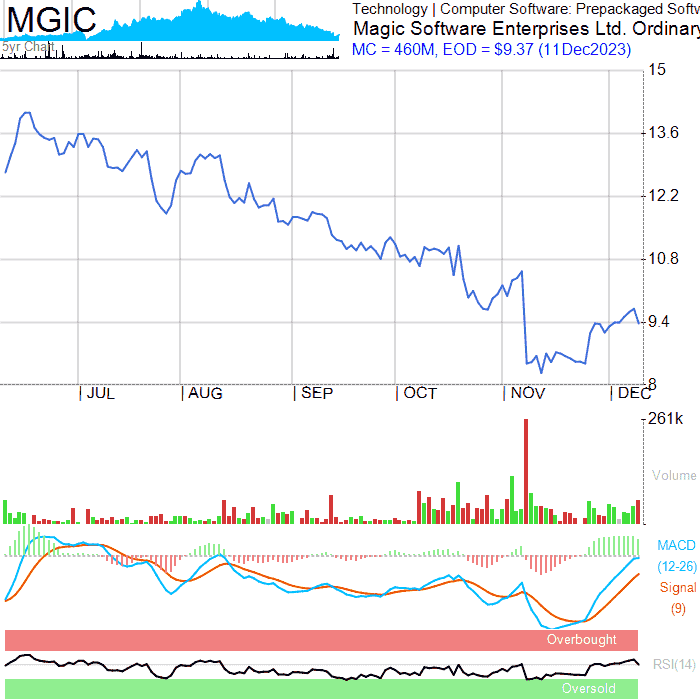 MGIC
5yr Chart
Technology | Computer Software: Prepackaged Softw
Magic Software Enterprises Ltd. Ordinary
MC = 460M, EOD = $9.37 (11Dec2023)
15
13.6
12.2
10.8
9.4
8
JUL AUG SEP OCT NOV DEC
261k
Volume
MACD
(12-26)
Signal
(9)
Overbought
RSI(14)
Oversold